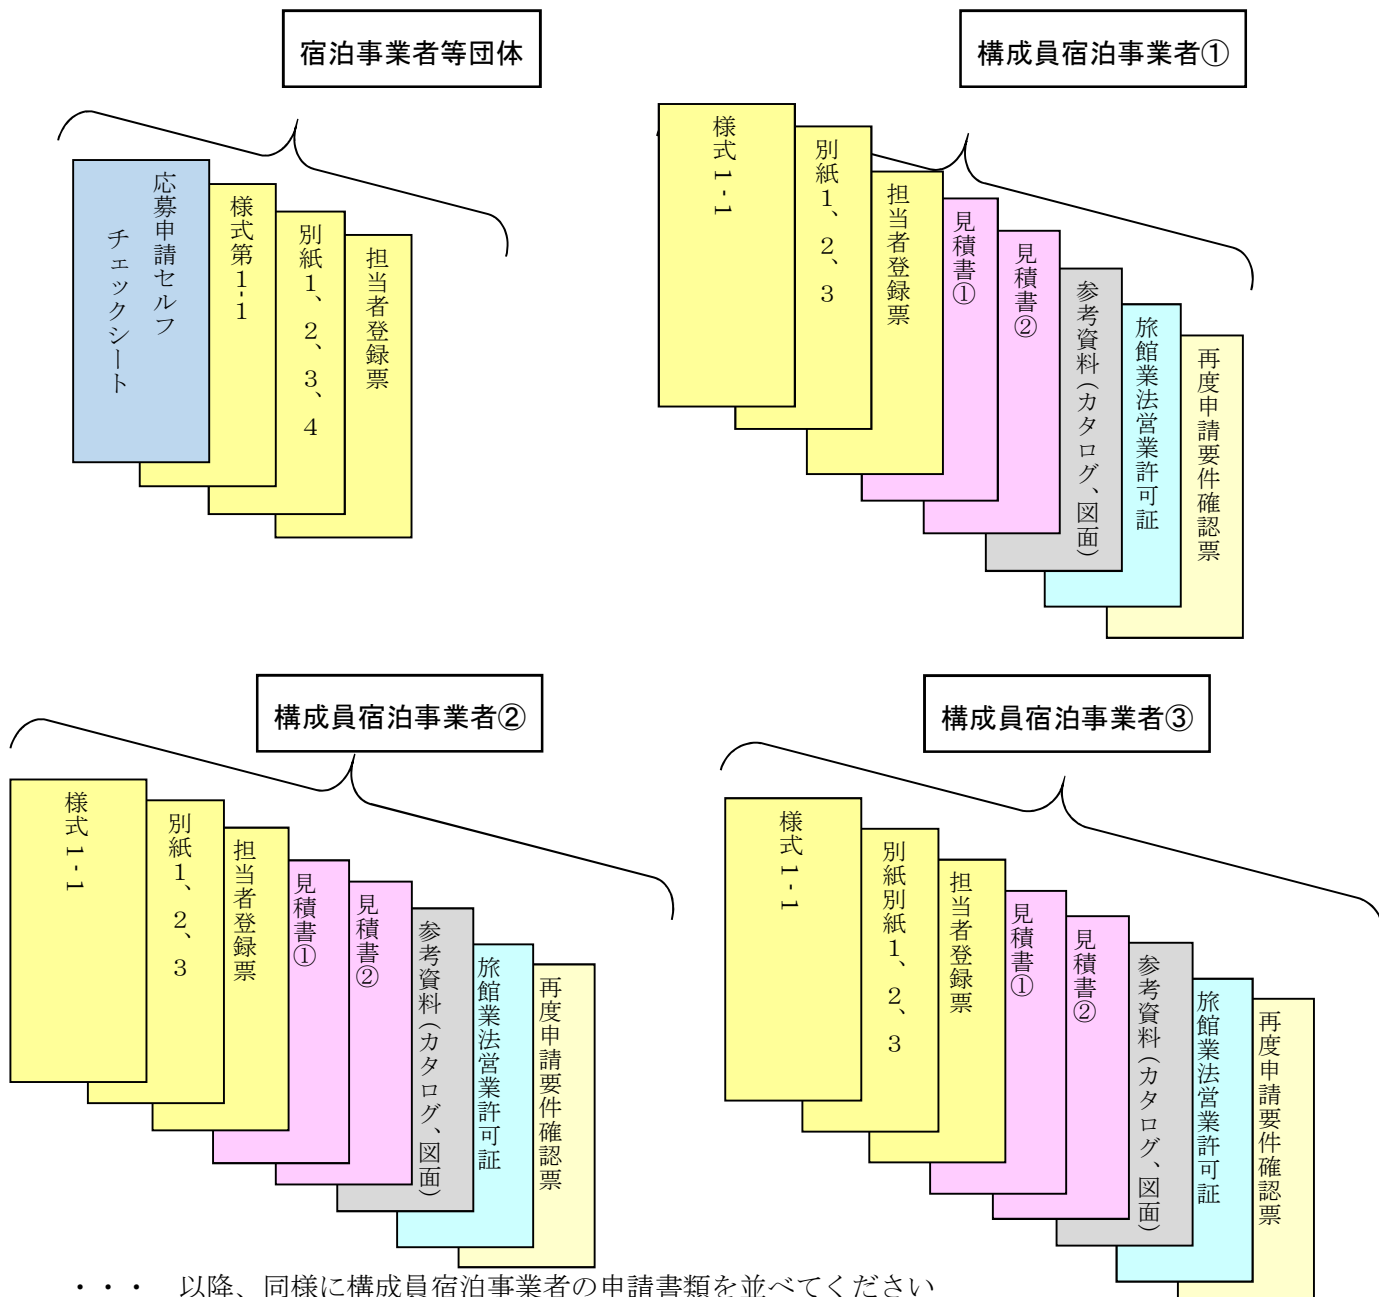 宿泊事業者等団体
応募申請セルフ
チェックシート
様式第1-1
別紙1、2、3、4
担当者登録票
構成員宿泊事業者①
様式1-1
別紙1、2、3
担当者登録票
見積書①
見積書②
参考資料(カタログ、図面)
旅館業法営業許可証
再度申請要件確認票
構成員宿泊事業者②
様式1-1
別紙1、2、3
担当者登録票
見積書①
見積書②
参考資料(カタログ、図面)
旅館業法営業許可証
再度申請要件確認票
構成員宿泊事業者③
様式1-1
別紙別紙1、2、3
担当者登録票
見積書①
見積書②
参考資料(カタログ、図面)
旅館業法営業許可証
再度申請要件確認票
・・・　以降、同様に構成員宿泊事業者の申請書類を並べてください